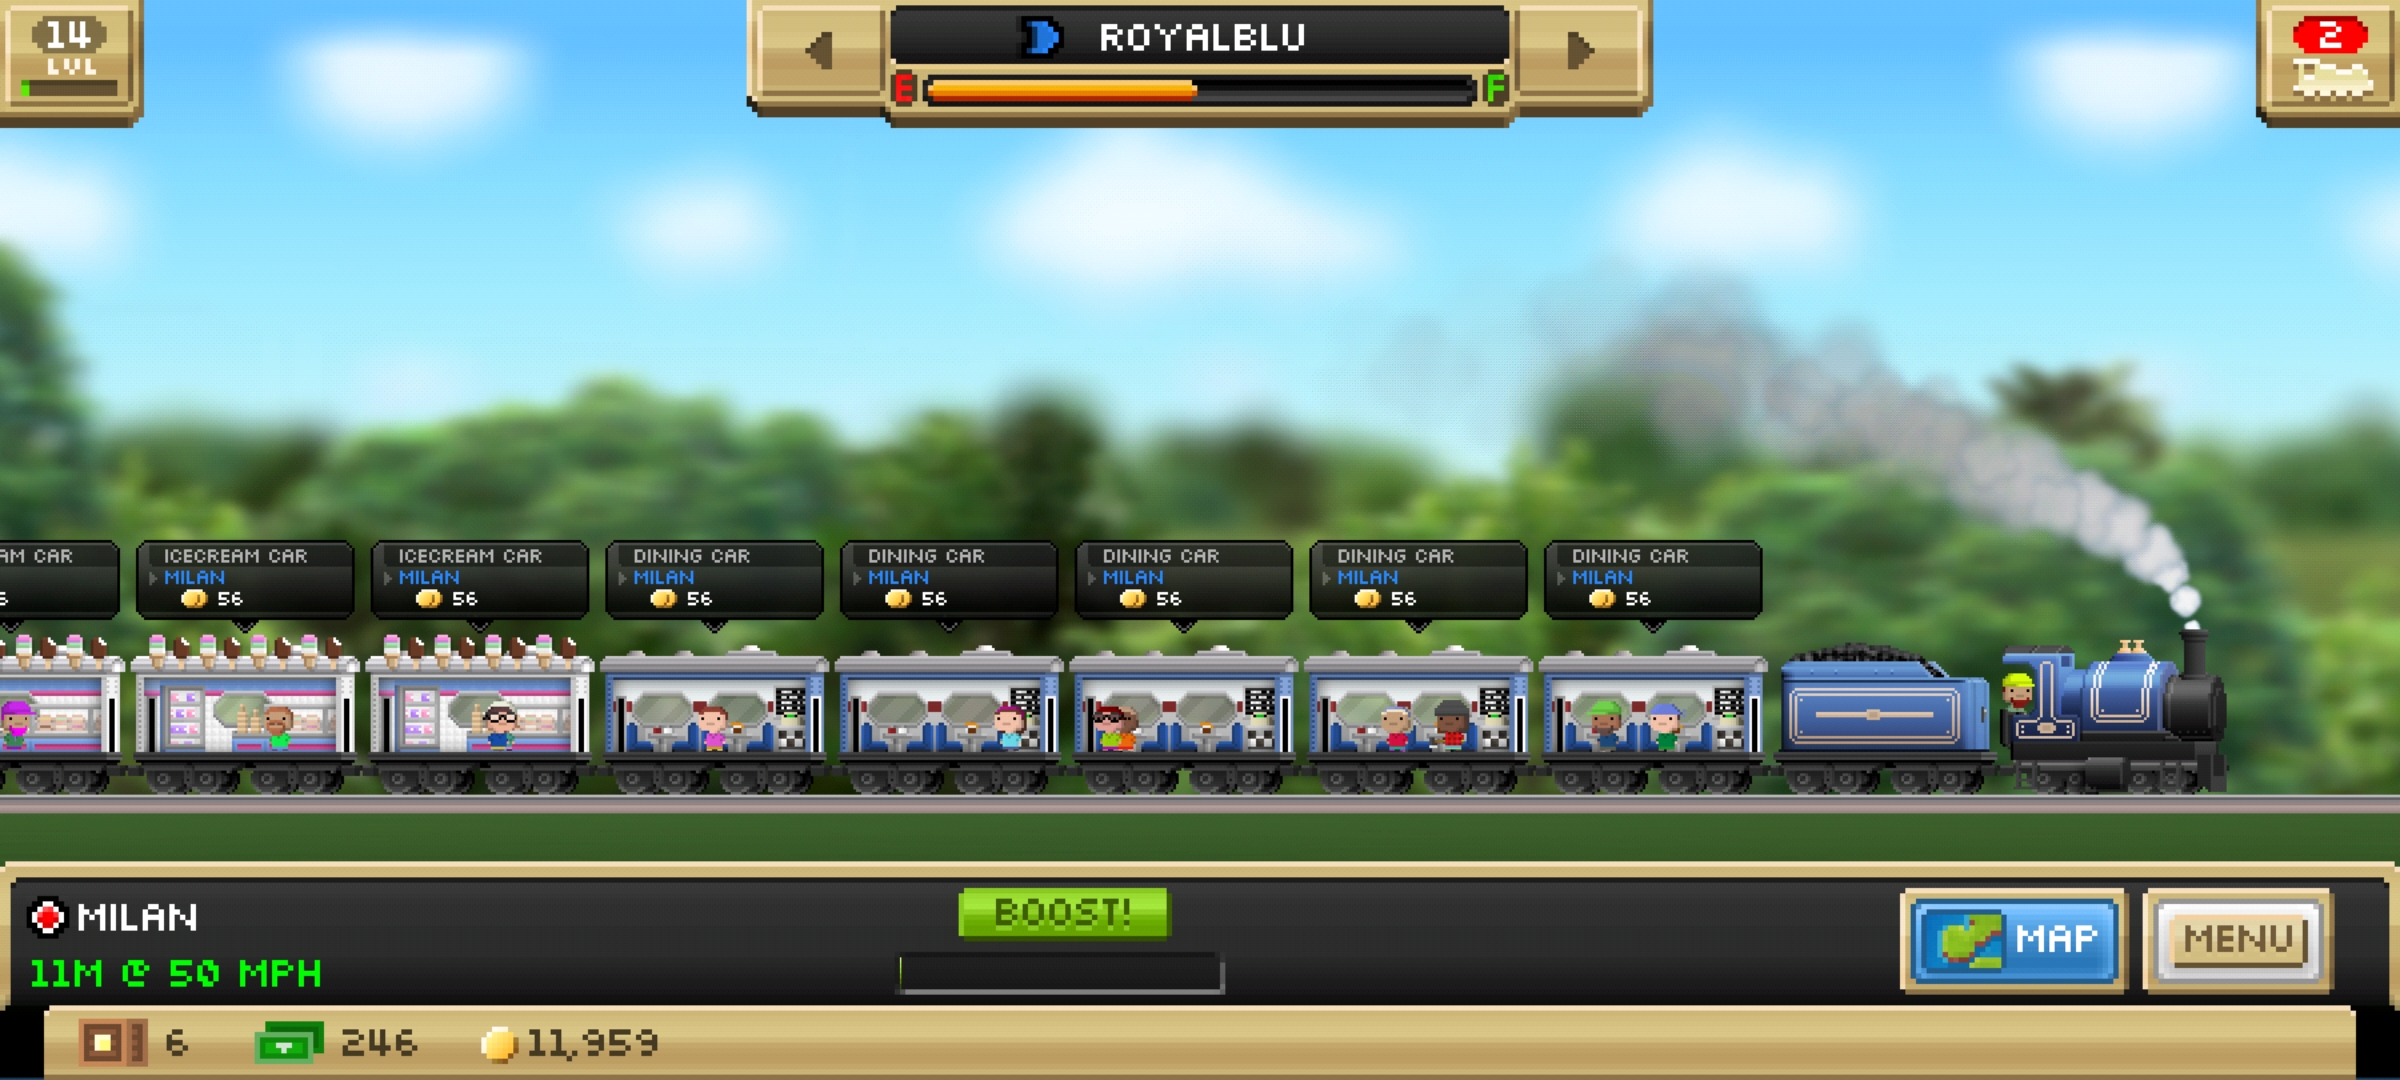 14
LVL
ROYALBLU
E
F
2
AM CAR
ICECREAM CAR
MILAN
56
ICECREAM CAR
MILAN
56
DINING CAR
MILAN
56
DINING CAR
MILAN
56
DINING CAR
MILAN
56
DINING CAR
MILAN
56
DINING CAR
MILAN
56
MILAN
11M @ 50 MPH
BOOST!
MAP
MENU
6
246
11,959